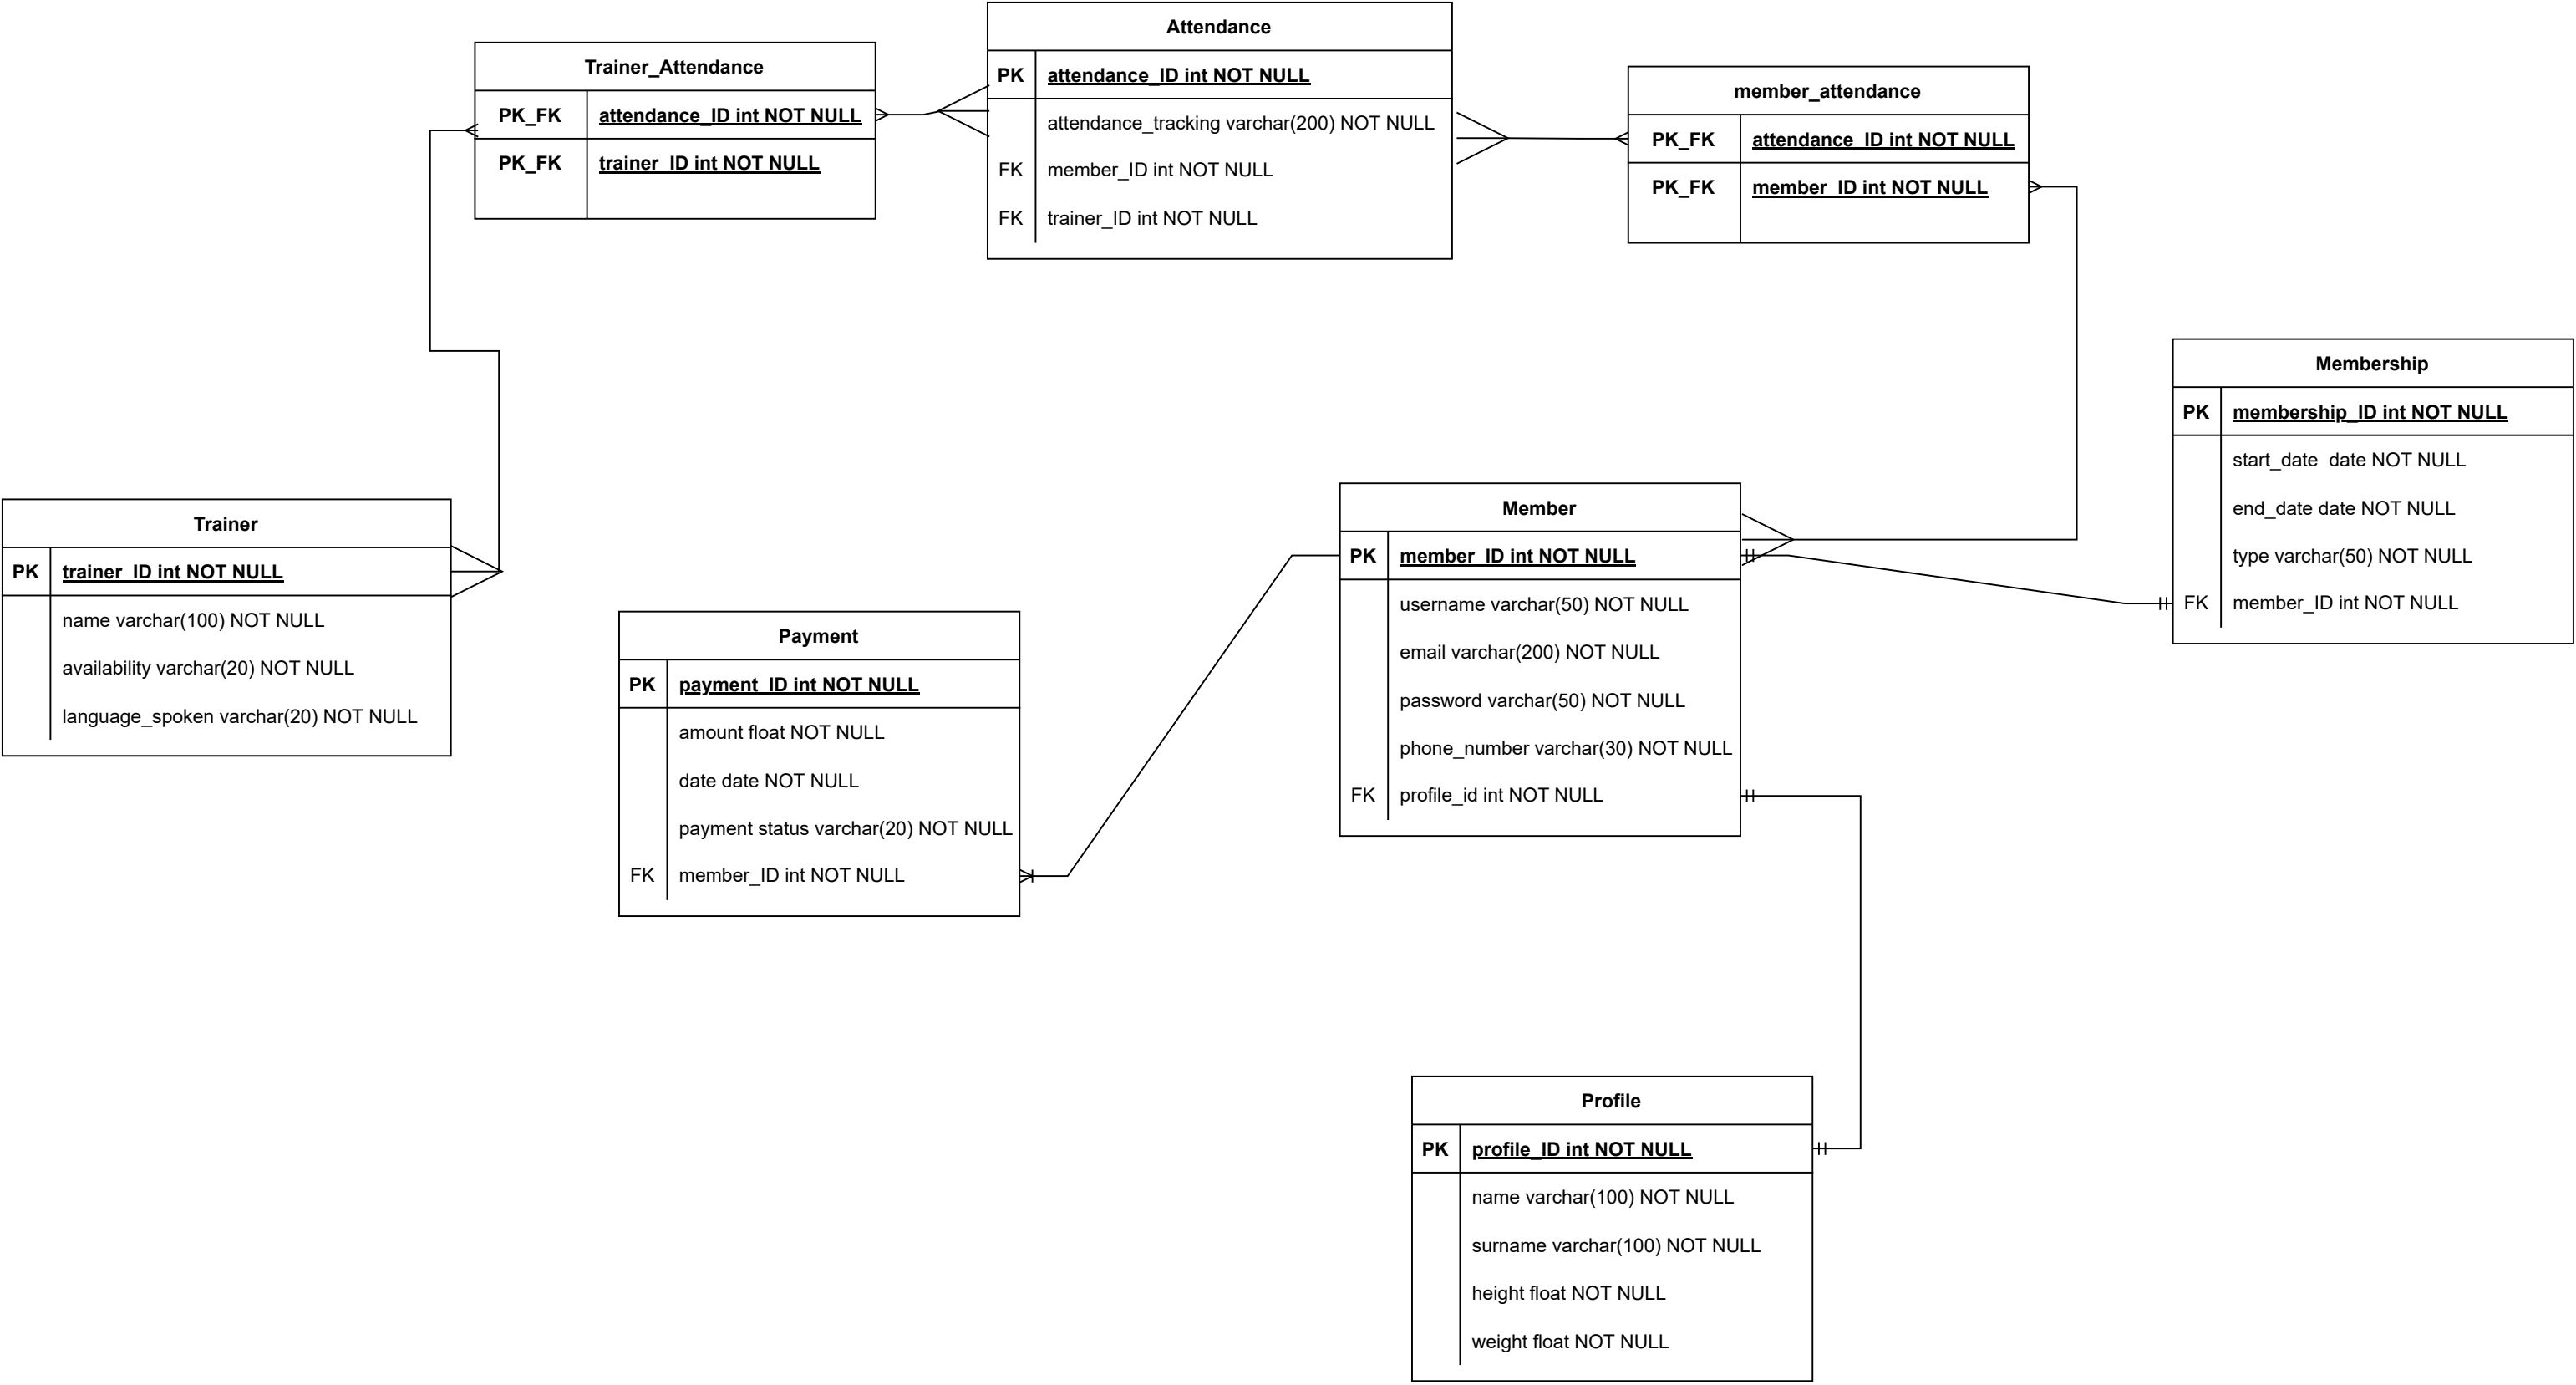 Trainer_Attendance
PK_FK attendance_ID int NOT NULL
PK_FK trainer_ID int NOT NULL
Attendance
PK attendance_ID int NOT NULL
attendance_tracking varchar(200) NOT NULL
FK member_ID int NOT NULL
FK trainer_ID int NOT NULL
member_attendance
PK_FK attendance_ID int NOT NULL
PK_FK member_ID int NOT NULL
Membership
PK membership_ID int NOT NULL
start_date date NOT NULL
end_date date NOT NULL
type varchar(50) NOT NULL
FK member_ID int NOT NULL
Trainer
PK trainer_ID int NOT NULL
name varchar(100) NOT NULL
availability varchar(20) NOT NULL
language_spoken varchar(20) NOT NULL
Payment
PK payment_ID int NOT NULL
amount float NOT NULL
date date NOT NULL
payment status varchar(20) NOT NULL
FK member_ID int NOT NULL
Member
PK member_ID int NOT NULL
username varchar(50) NOT NULL
email varchar(200) NOT NULL
password varchar(50) NOT NULL
phone_number varchar(30) NOT NULL
FK profile_id int NOT NULL
Profile
PK profile_ID int NOT NULL
name varchar(100) NOT NULL
surname varchar(100) NOT NULL
height float NOT NULL
weight float NOT NULL